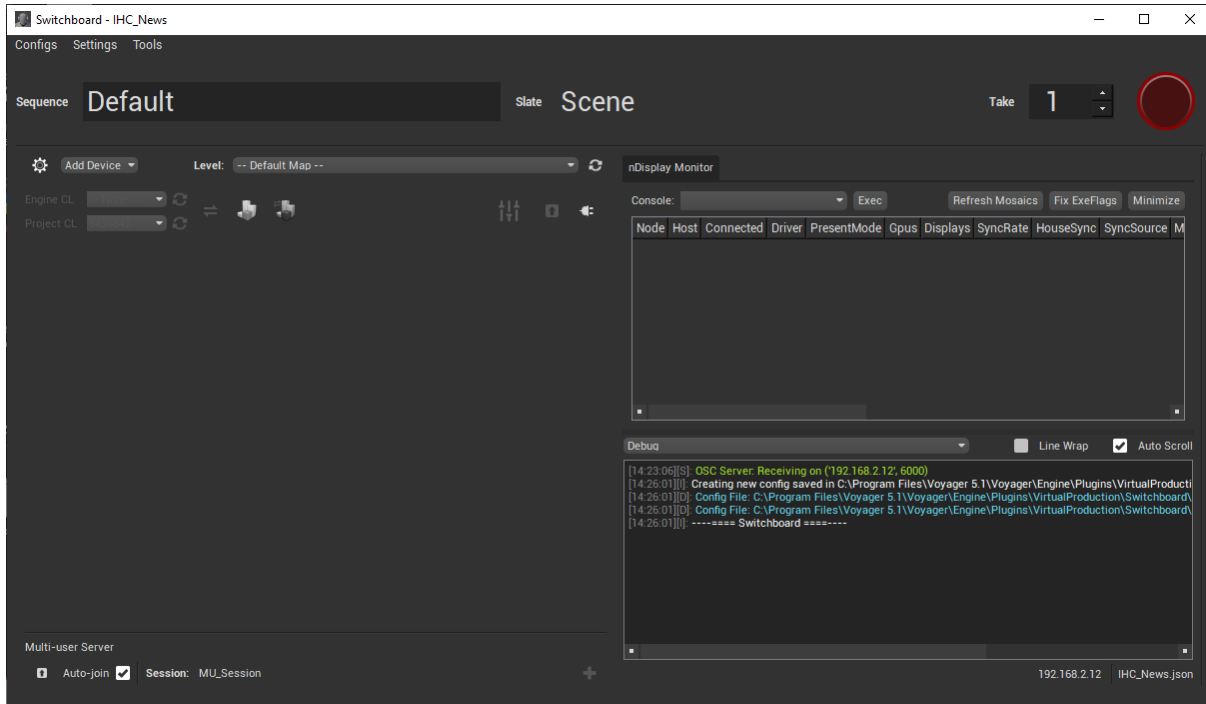 Switchboard - IHC_News
Configs Settings Tools
Sequence Default Slate Scene Take 1
Add Device Level: -- Default Map --
nDisplay Monitor
Engine CL
Project CL
Console: Exec Refresh Mosaics Fix ExeFlags Minimize
Node Host Connected Driver PresentMode Gpus Displays SyncRate HouseSync SyncSource M
Debug Line Wrap Auto Scroll
[14:23:06][S]: OSC Server: Receiving on ('192.168.2.12', 6000)
[14:26:01][I]: Creating new config saved in C:\Program Files\Voyager 5.1\Voyager\Engine\Plugins\VirtualProducti
[14:26:01][D]: Config File: C:\Program Files\Voyager 5.1\Voyager\Engine\Plugins\VirtualProduction\Switchboard\
[14:26:01][D]: Config File: C:\Program Files\Voyager 5.1\Voyager\Engine\Plugins\VirtualProduction\Switchboard\
[14:26:01][I]: ----==== Switchboard ====----
Multi-user Server
Auto-join Session: MU_Session
192.168.2.12 IHC_News.json